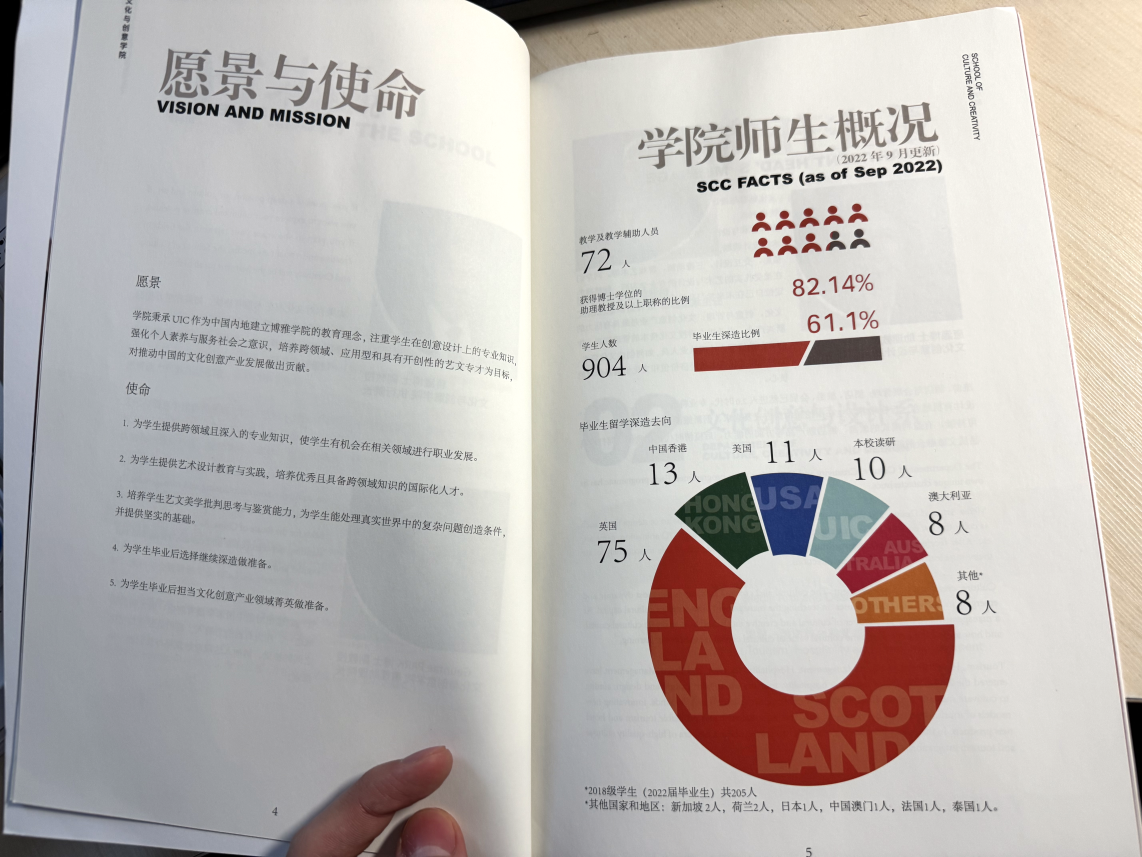 文化与创意学院
愿景与使命
VISION AND MISSION
THE SCHOOL
愿景
学院秉承UIC作为中国内地建立博雅学院的教育理念，注重学生在创意设计上的专业知识，
强化个人素养与服务社会之意识，培养跨领域、应用型和具有开创性的艺文专才为目标，
对推动中国的文化创意产业发展做出贡献。
使命
1. 为学生提供跨领域且深入的专业知识，使学生有机会在相关领域进行职业发展。
2. 为学生提供艺术设计教育与实践，培养优秀且具备跨领域知识的国际化人才。
3. 培养学生艺文美学批判思考与鉴赏能力，为学生能处理真实世界中的复杂问题创造条件，
并提供坚实的基础。
4. 为学生毕业后选择继续深造做准备。
5. 为学生毕业后担当文化创意产业领域菁英做准备。
4
SCHOOL OF
CULTURE AND CREATIVITY
学院师生概况
(2022 年 9 月更新)
SCC FACTS (as of Sep 2022)
教学及教学辅助人员
72 人
获得博士学位的
助理教授及以上职称的比例
82.14%
学生人数
904 人
毕业生深造比例
61.1%
毕业生留学深造去向
中国香港
13 人
美国 11 人
本校读研
10 人
澳大利亚
8 人
其他*
8 人
英国
75 人
HONG
KONG
USA
UIC
AUS
TRALIA
OTHERS
ENG
LA
ND
SCOT
LAND
*2018级学生（2022届毕业生）共205人
*其他国家和地区：新加坡 2人，荷兰2人，日本1人，中国澳门1人，法国1人，泰国1人。
5